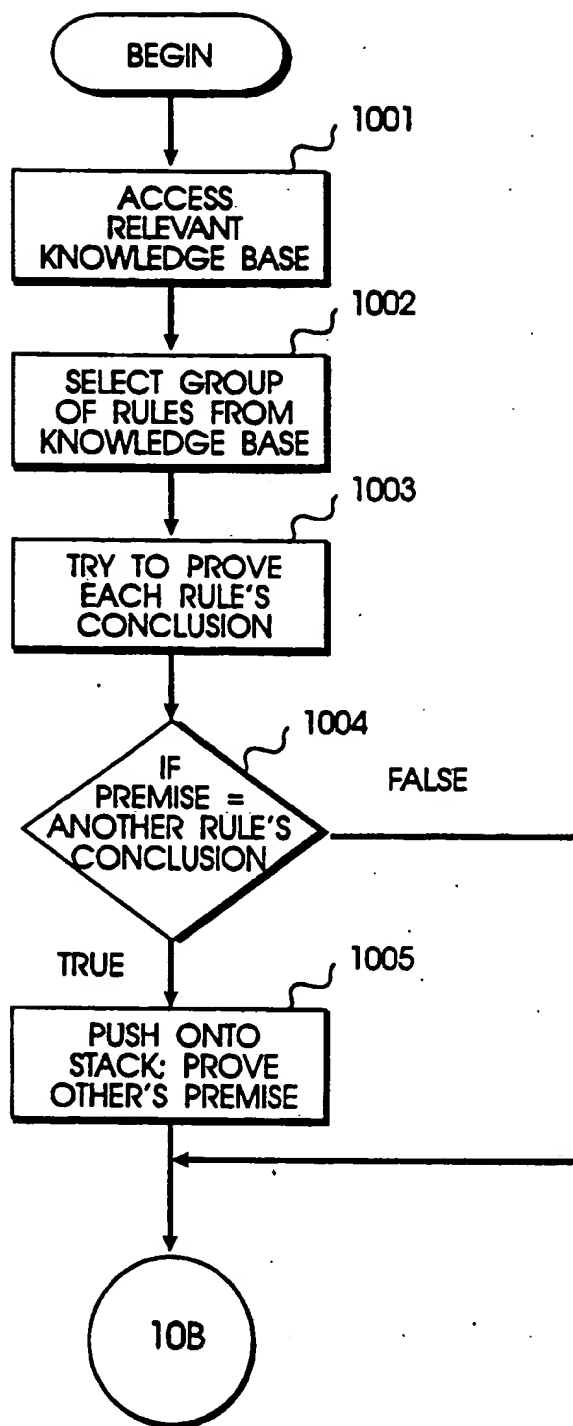 BEGIN
1001
ACCESS
RELEVANT
KNOWLEDGE BASE
1002
SELECT GROUP
OF RULES FROM
KNOWLEDGE BASE
1003
TRY TO PROVE
EACH RULE'S
CONCLUSION
1004
IF
PREMISE =
ANOTHER RULE'S
CONCLUSION
FALSE
TRUE
1005
PUSH ONTO
STACK; PROVE
OTHER'S PREMISE
10B